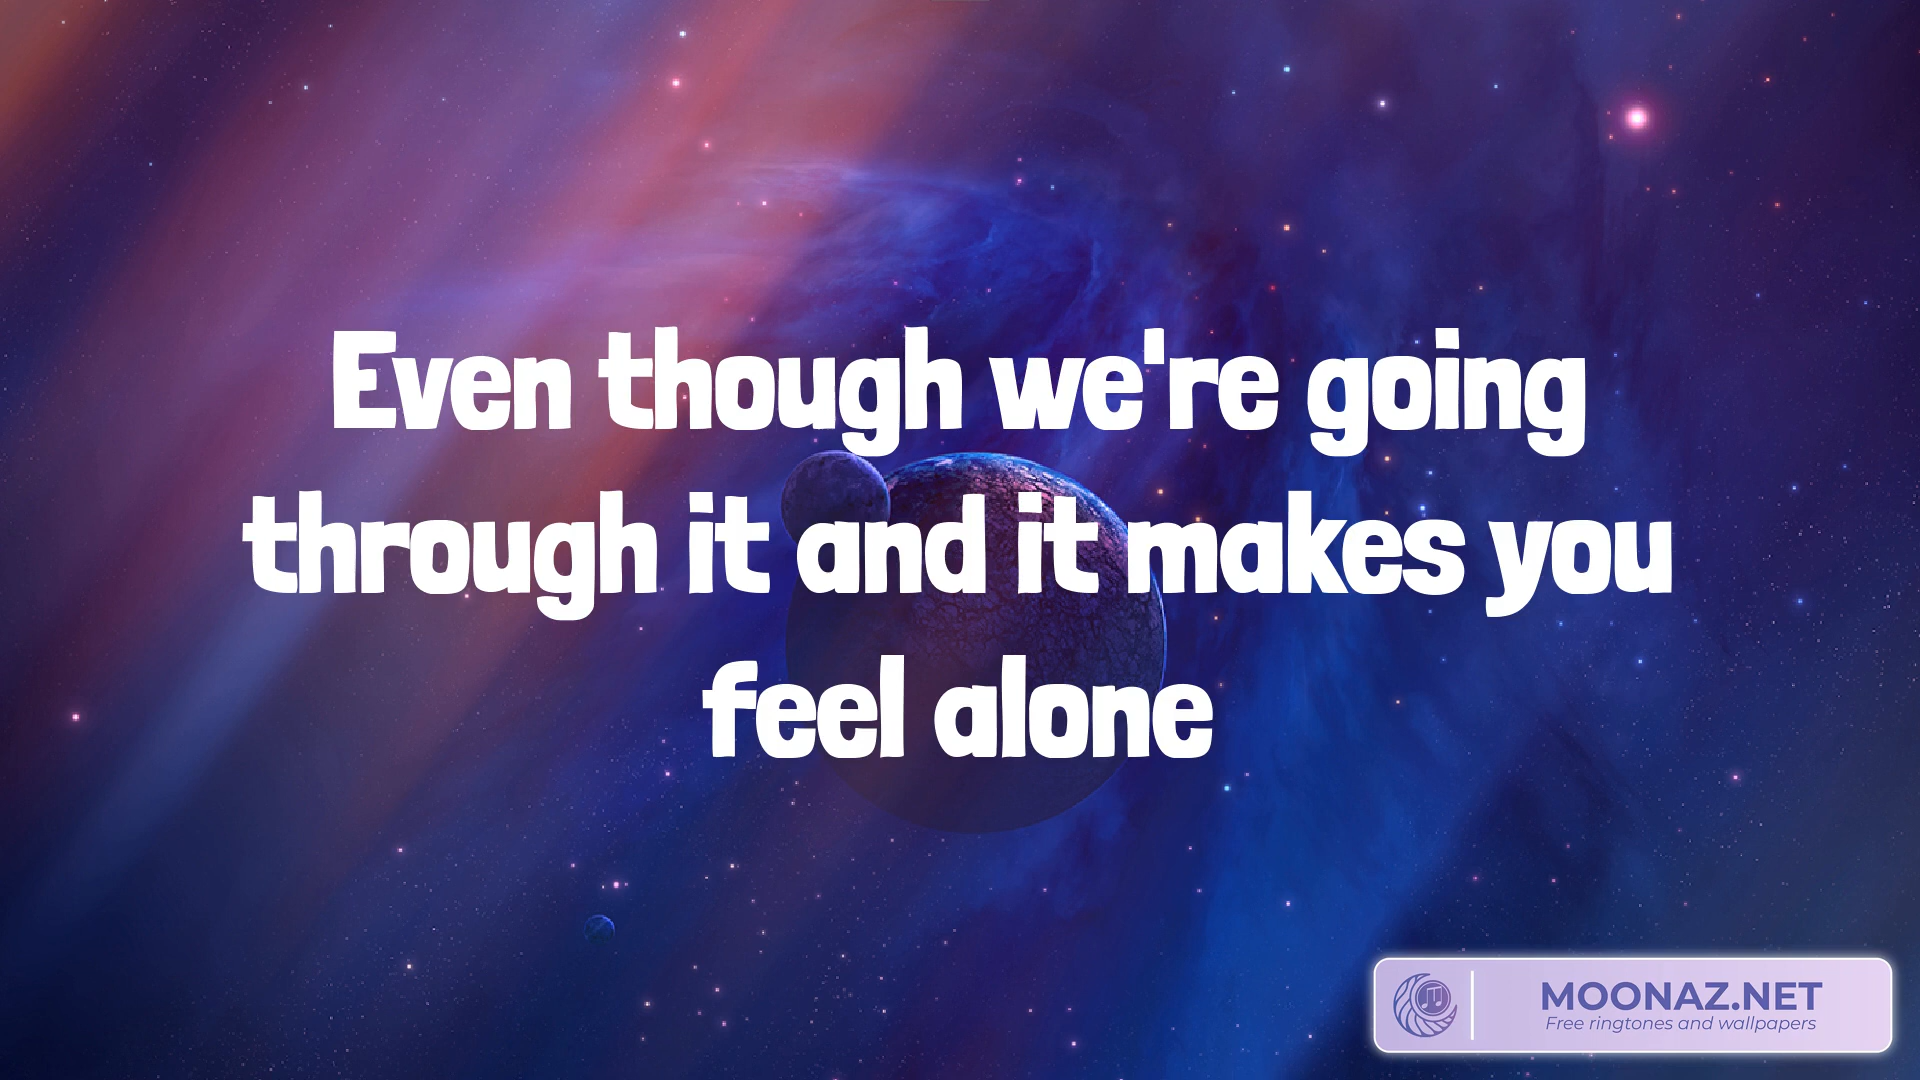 Even though we're going
through it and it makes you
feel alone
MOONAZ.NET
Free ringtones and wallpapers